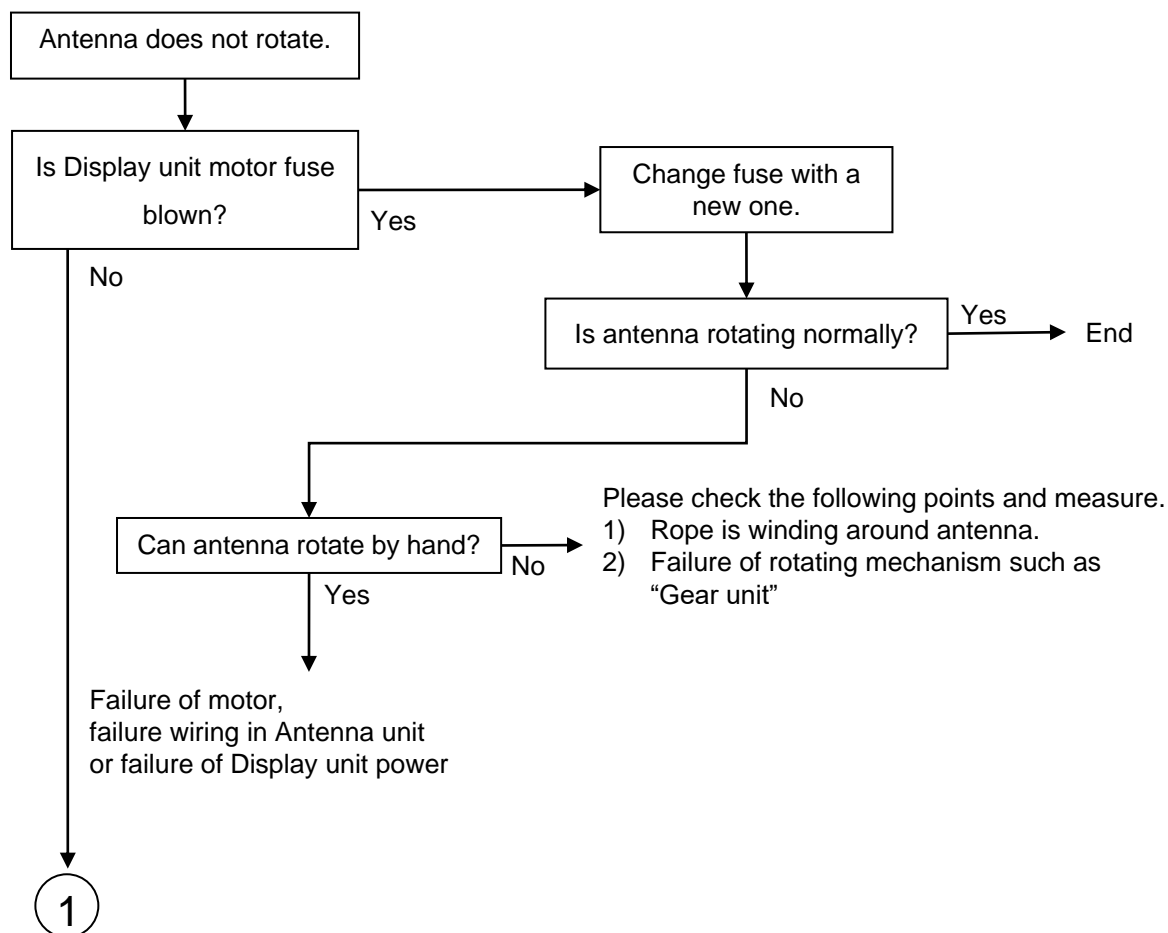 Antenna does not rotate.
Is Display unit motor fuse
blown?
Yes
No
Change fuse with a
new one.
Is antenna rotating normally?
Yes
End
No
Can antenna rotate by hand?
No
Yes
Please check the following points and measure.
1) Rope is winding around antenna.
2) Failure of rotating mechanism such as
“Gear unit”
Failure of motor,
failure wiring in Antenna unit
or failure of Display unit power
1